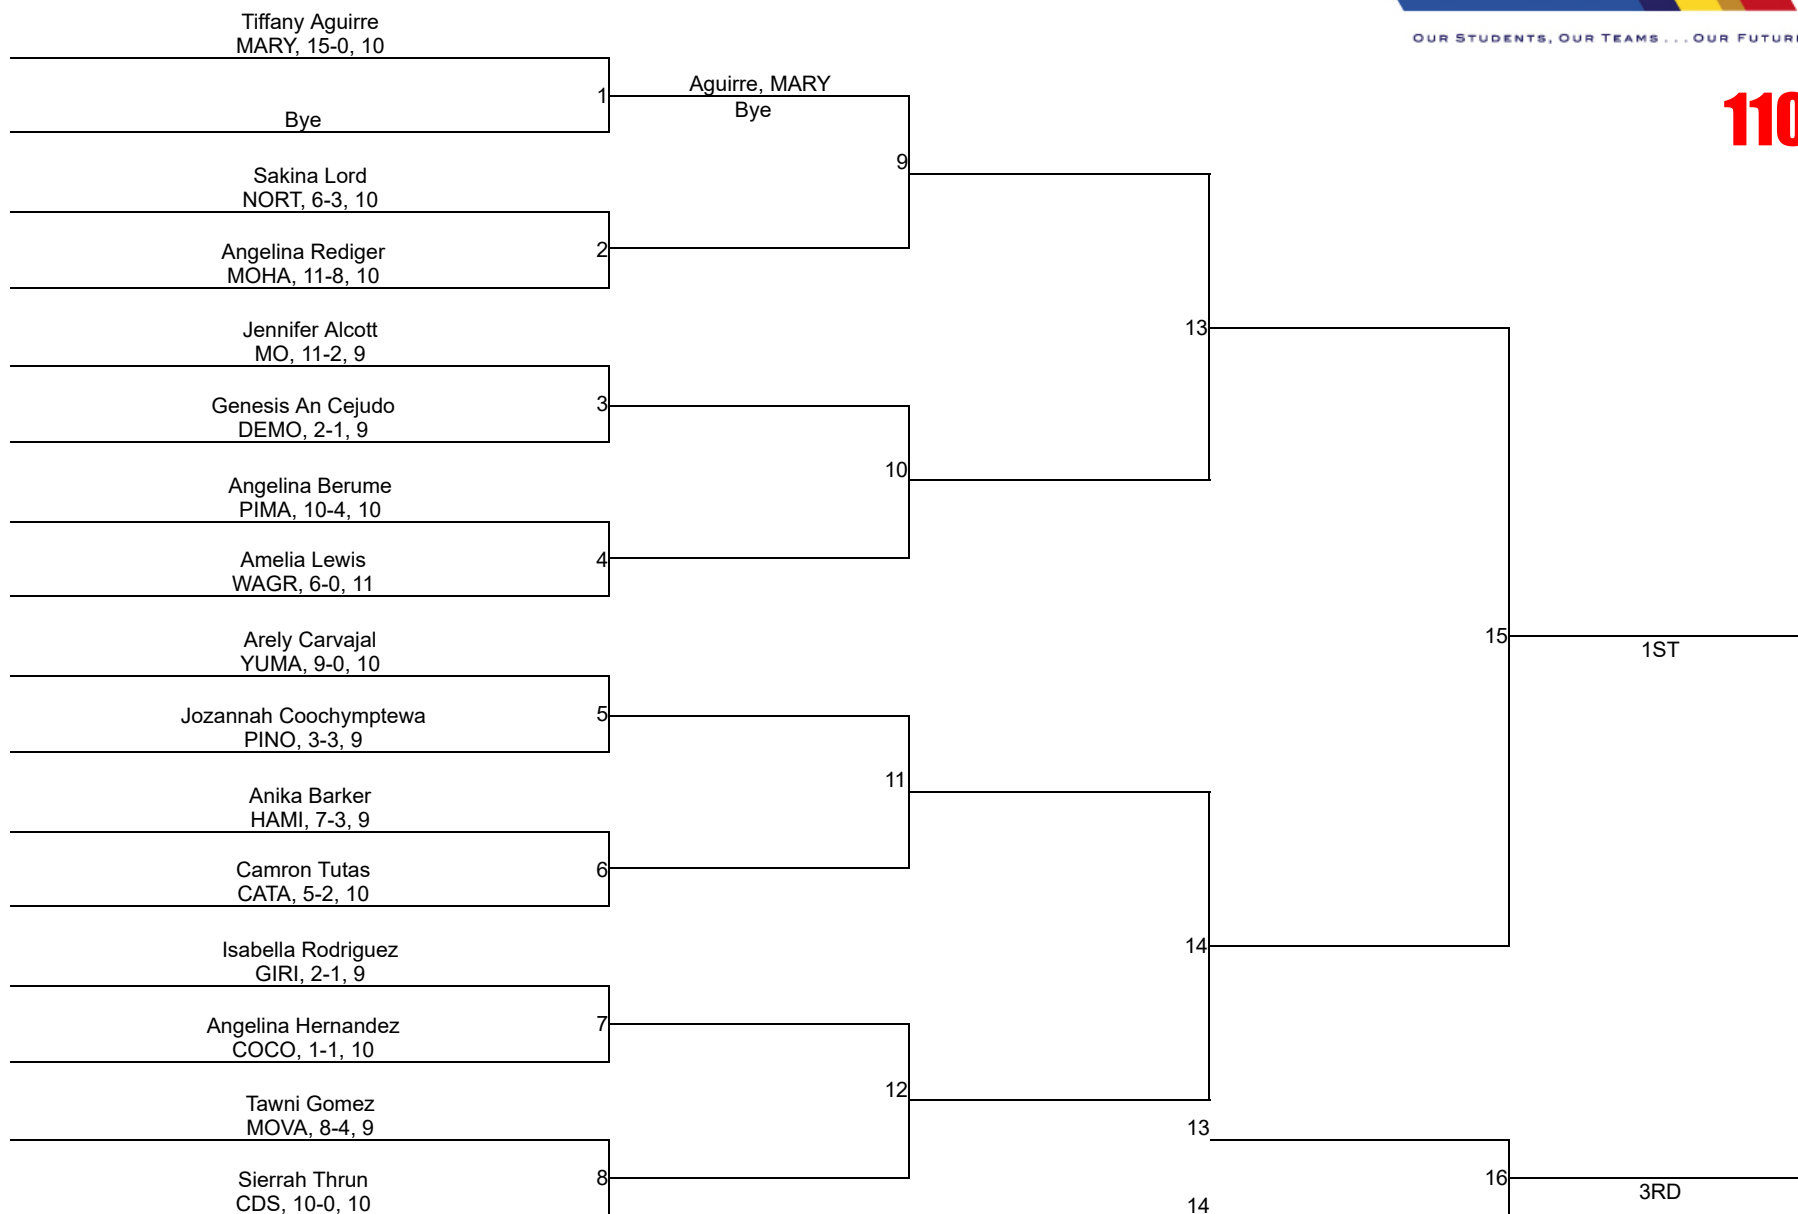 Tiffany Aguirre
MARY, 15-0, 10
OUR STUDENTS, OUR TEAMS . . . OUR FUTURE
1
Aguirre, MARY
Bye
Bye
110
9
Sakina Lord
NORT, 6-3, 10
2
Angelina Rediger
MOHA, 11-8, 10
Jennifer Alcott
MO, 11-2, 9
13
3
Genesis An Cejudo
DEMO, 2-1, 9
10
Angelina Berume
PIMA, 10-4, 10
4
Amelia Lewis
WAGR, 6-0, 11
Arely Carvajal
YUMA, 9-0, 10
15
1ST
5
Jozannah Coochymptewa
PINO, 3-3, 9
11
Anika Barker
HAMI, 7-3, 9
6
Camron Tutas
CATA, 5-2, 10
14
Isabella Rodriguez
GIRI, 2-1, 9
7
Angelina Hernandez
COCO, 1-1, 10
12
Tawni Gomez
MOVA, 8-4, 9
13
8
Sierrah Thrun
CDS, 10-0, 10
16
3RD
14